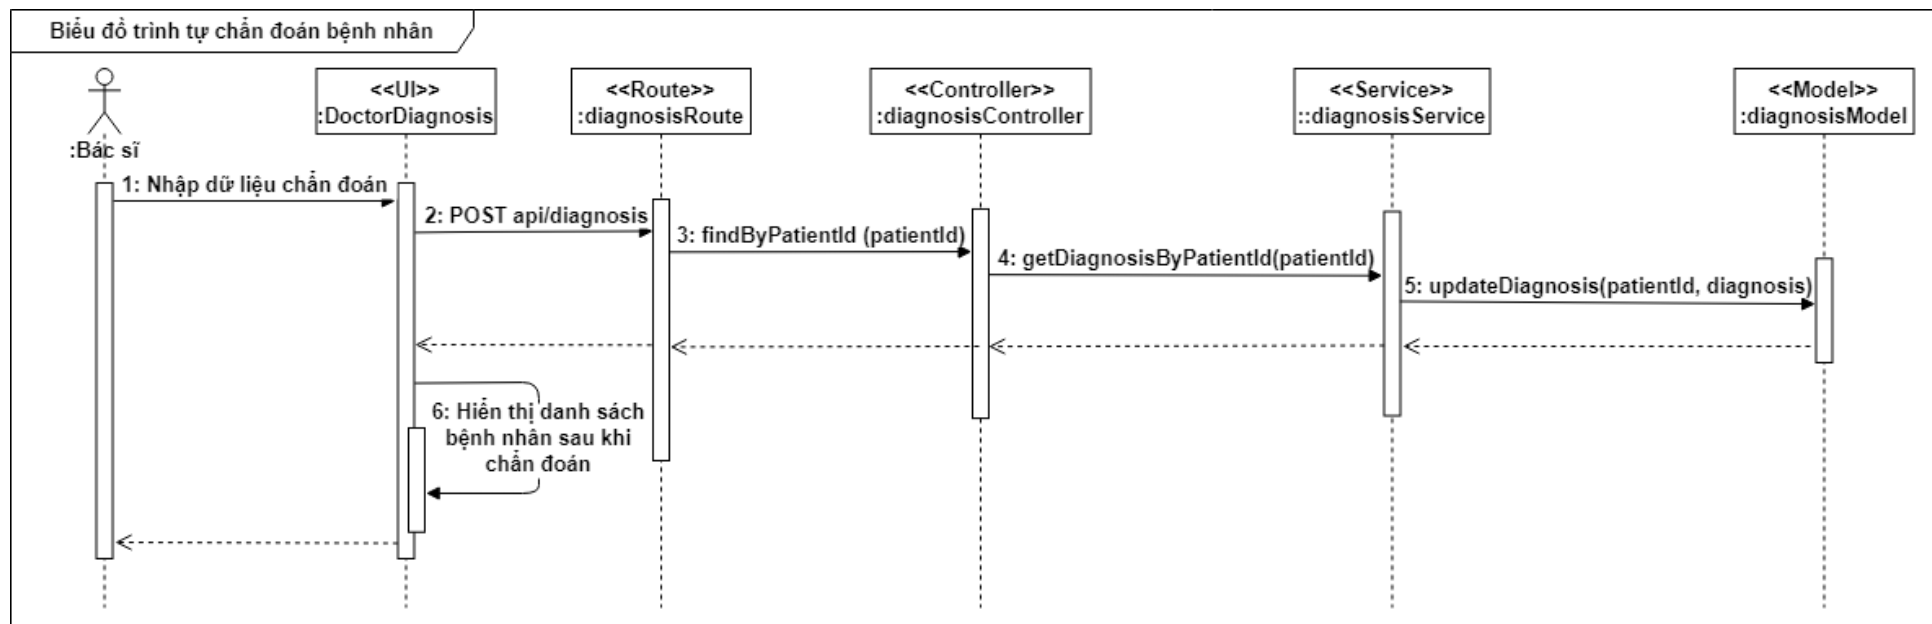 Biểu đồ trình tự chẩn đoán bệnh nhân
<<UI>>
:DoctorDiagnosis
<<Route>>
:diagnosisRoute
<<Controller>>
:diagnosisController
<<Service>>
::diagnosisService
<<Model>>
:diagnosisModel
:Bác sĩ
1: Nhập dữ liệu chẩn đoán
2: POST api/diagnosis
3: findByPatientId (patientId)
4: getDiagnosisByPatientId(patientId)
5: updateDiagnosis(patientId, diagnosis)
6: Hiển thị danh sách
bệnh nhân sau khi
chẩn đoán